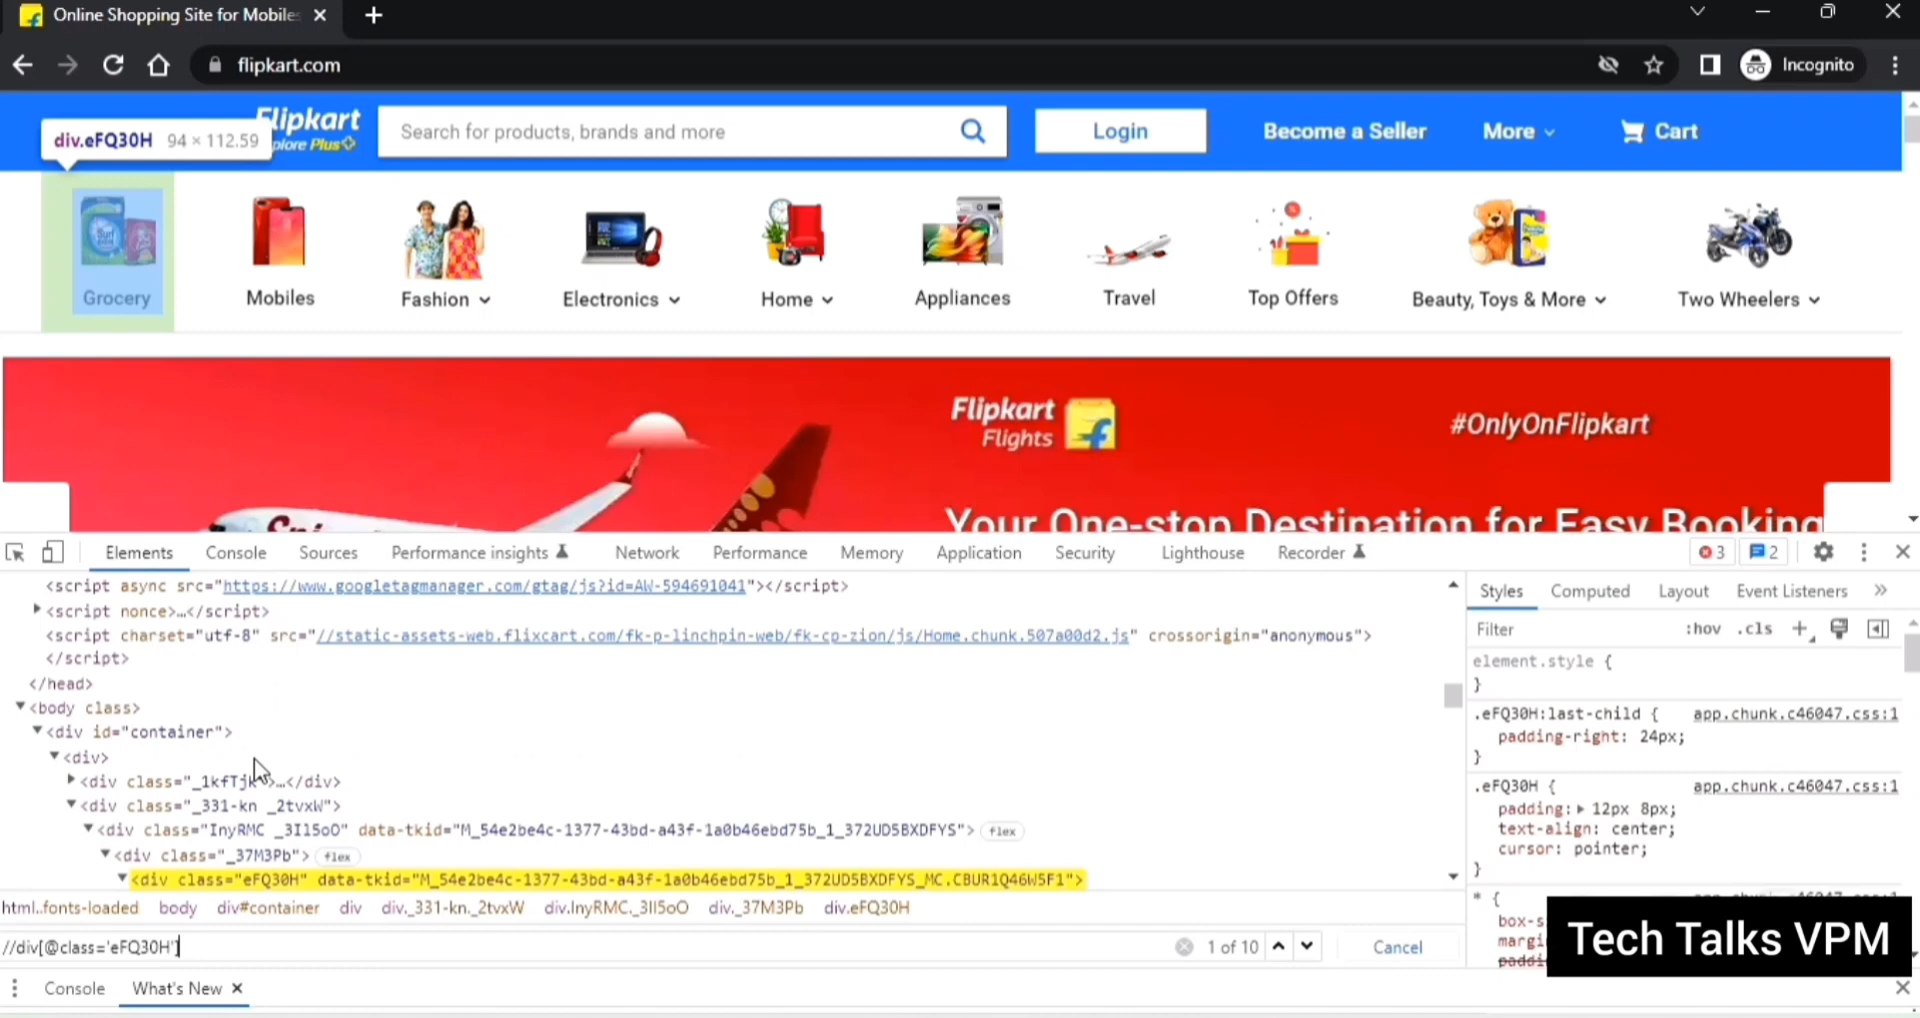 Online Shopping Site for Mobiles
flipkart.com
Incognito
div.eFQ30H 94 × 112.59
Flipkart
plore Plus
Search for products, brands and more
Login
Become a Seller
More
Cart
Grocery
Mobiles
Fashion
Electronics
Home
Appliances
Travel
Top Offers
Beauty, Toys & More
Two Wheelers
Flipkart
Flights
#OnlyOnFlipkart
Your One-stop Destination for Easy Booking
Elements Console Sources Performance insights Network Performance Memory Application Security Lighthouse Recorder 3 2
<script async src="https://www.googletagmanager.com/gtag/js?id=AW-594691041"></script>
<script nonce>…</script>
<script charset="utf-8" src="//static-assets-web.flixcart.com/fk-p-linchpin-web/fk-cp-zion/js/Home.chunk.507a00d2.js" crossorigin="anonymous">
</script>
</head>
<body class>
<div id="container">
<div>
<div class="_1kfTjk">…</div>
<div class="_331-kn _2tvxW">
<div class="InyRMC _3Il5oO" data-tkid="M_54e2be4c-1377-43bd-a43f-1a0b46ebd75b_1_372UD5BXDFYS"> flex
<div class="_37M3Pb"> flex
<div class="eFQ30H" data-tkid="M_54e2be4c-1377-43bd-a43f-1a0b46ebd75b_1_372UD5BXDFYS_MC.CBUR1Q46W5F1">
html..fonts-loaded body div#container div div._331-kn._2tvxW div.InyRMC._3Il5oO div._37M3Pb div.eFQ30H
//div[@class='eFQ30H']
1 of 10
Cancel
Styles Computed Layout Event Listeners »
Filter :hov .cls +
element.style {
}
.eFQ30H:last-child { app.chunk.c46047.css:1
padding-right: 24px;
}
.eFQ30H { app.chunk.c46047.css:1
padding: 12px 8px;
text-align: center;
cursor: pointer;
}
* {
box-s
margi
paddi
Tech Talks VPM
Console What's New